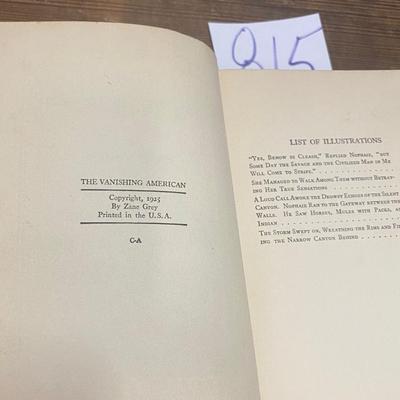 815
THE VANISHING AMERICAN
Copyright, 1925
By Zane Grey
Printed in the U.S.A.
C-A
LIST OF ILLUSTRATIONS
"Yes, Benow di cleash," Replied Nophaie, "but
Some Day the Savage and the Civilized Man in Me
Will Come to Strife."
She Managed to Walk Among Them Without Betray-
ing Her True Sensations
A Loud Call Awoke the Drowsy Echoes of the Silent
Canyon. Nophaie Ran to the Gateway between the
Walls. He Saw Horses, Mules with Packs, a
Indian
The Storm Swept on, Wreathing the Rims and Fil
ing the Narrow Canyon Behind